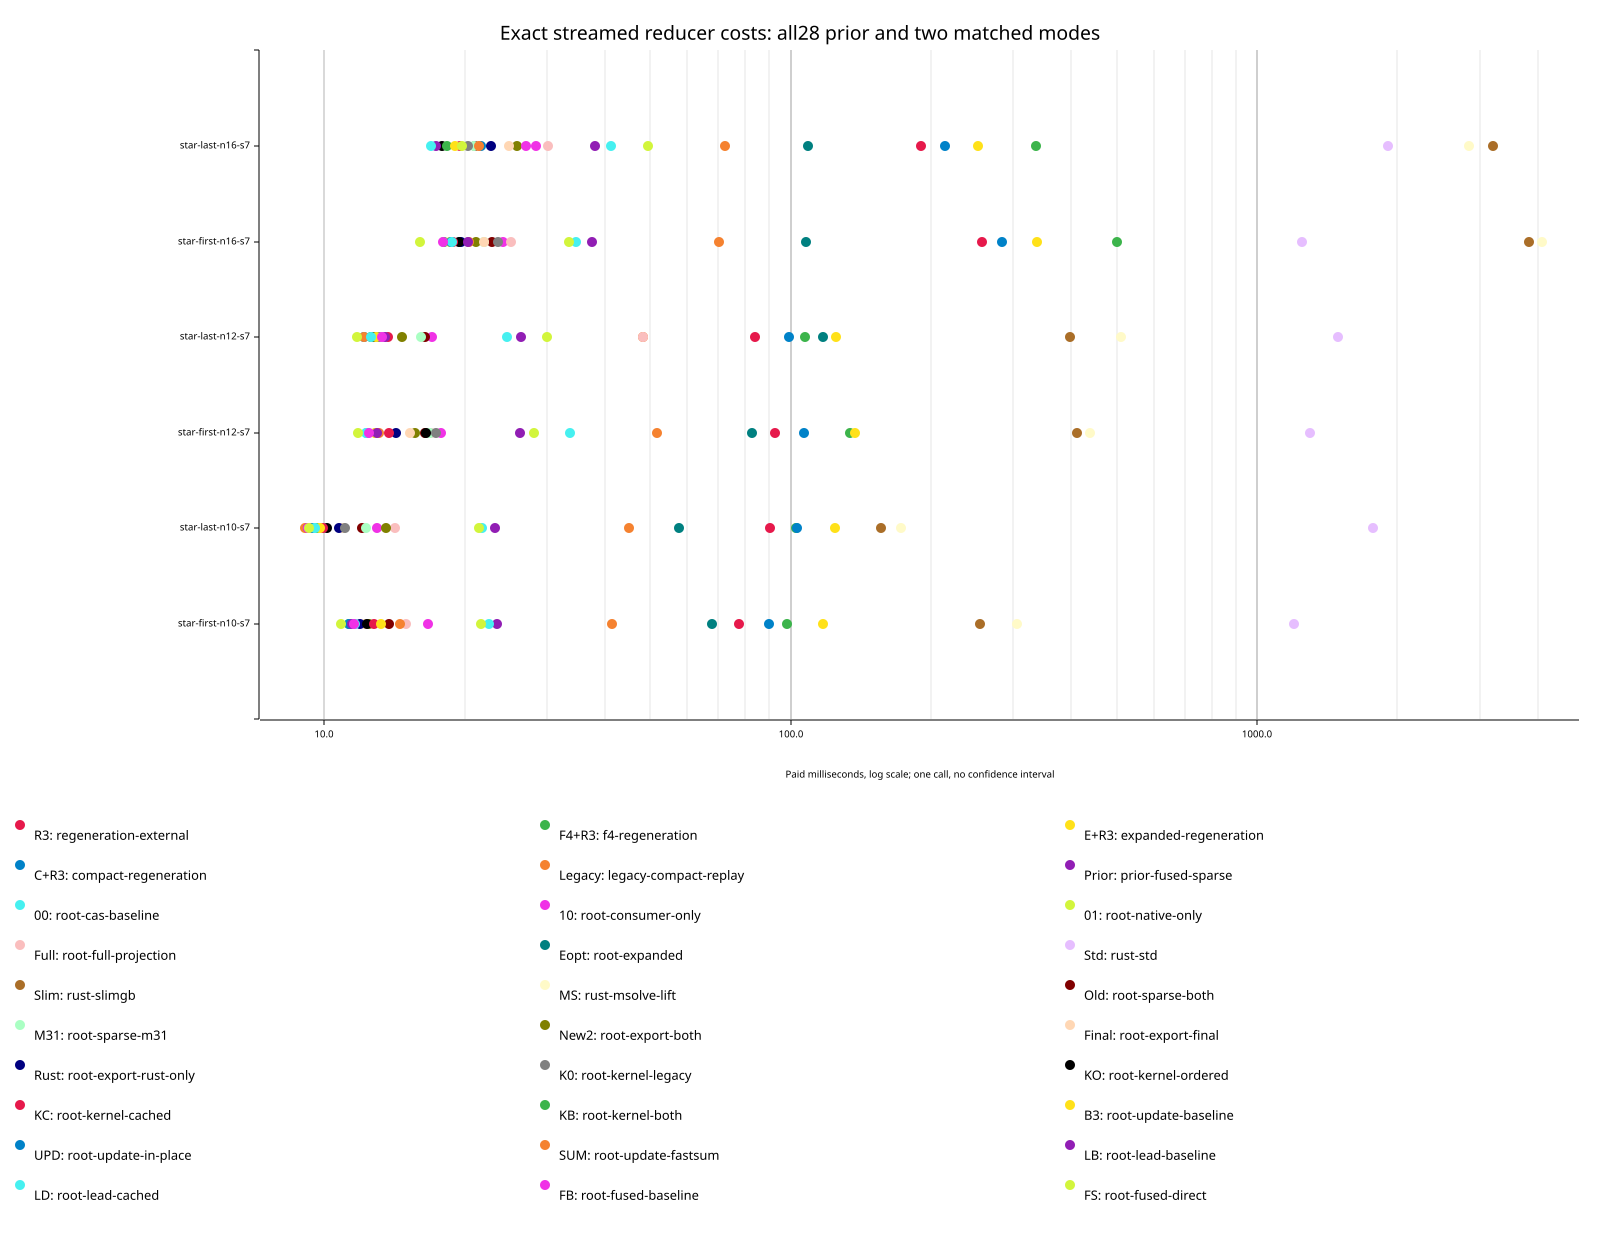 Exact streamed reducer costs: all28 prior and two matched modes
star-last-n16-s7
star-first-n16-s7
star-last-n12-s7
star-first-n12-s7
star-last-n10-s7
star-first-n10-s7
10.0 100.0 1000.0
Paid milliseconds, log scale; one call, no confidence interval
R3: regeneration-external F4+R3: f4-regeneration E+R3: expanded-regeneration
C+R3: compact-regeneration Legacy: legacy-compact-replay Prior: prior-fused-sparse
00: root-cas-baseline 10: root-consumer-only 01: root-native-only
Full: root-full-projection Eopt: root-expanded Std: rust-std
Slim: rust-slimgb MS: rust-msolve-lift Old: root-sparse-both
M31: root-sparse-m31 New2: root-export-both Final: root-export-final
Rust: root-export-rust-only K0: root-kernel-legacy KO: root-kernel-ordered
KC: root-kernel-cached KB: root-kernel-both B3: root-update-baseline
UPD: root-update-in-place SUM: root-update-fastsum LB: root-lead-baseline
LD: root-lead-cached FB: root-fused-baseline FS: root-fused-direct